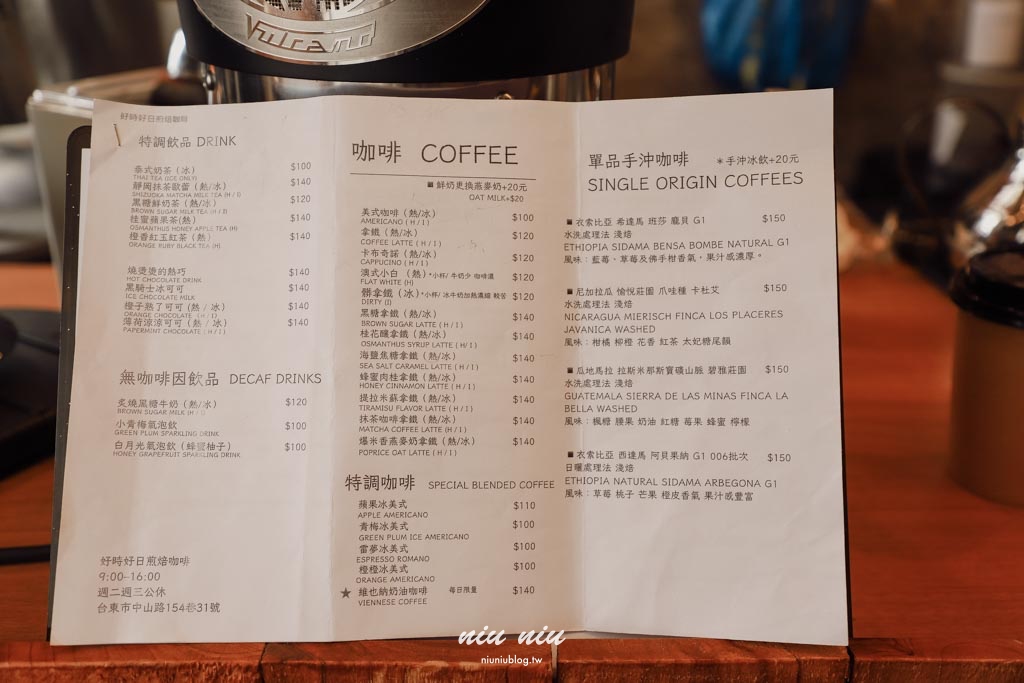 Vulcano
好時好日煎焙咖啡
特調飲品 DRINK
泰式奶茶（冰） $100
THAI TEA (ICE ONLY)
靜岡抹茶歐蕾（熱/冰） $140
SHIZUOKA MATCHA MILK TEA (H / I)
黑糖鮮奶茶（熱/冰） $120
BROWN SUGAR MILK TEA (H / I)
桂蜜蘋果茶(熱) $140
OSMANTHUS HONEY APPLE TEA (H)
橙香紅玉紅茶（熱） $140
ORANGE RUBY BLACK TEA (H)
燒燙燙的熱巧 $140
HOT CHOCOLATE DRINK
黑騎士冰可可 $140
ICE CHOCOLATE MILK
橙子熟了可可（熱 / 冰） $140
ORANGE CHOCOLATE (H / I)
薄荷涼涼可可（熱 / 冰） $140
PAPERMINT CHOCOLATE ( H / I )
無咖啡因飲品 DECAF DRINKS
炙燒黑糖牛奶（熱/冰） $120
BROWN SUGAR MILK (H / I)
小青梅氣泡飲 $100
GREEN PLUM SPARKLING DRINK
白月光氣泡飲（蜂蜜柚子） $100
HONEY GRAPEFRUIT SPARKLING DRINK
好時好日煎焙咖啡
9:00-16:00
週二週三公休
台東市中山路154巷31號
咖啡 COFFEE
■ 鮮奶更換燕麥奶+20元
OAT MILK+$20
美式咖啡（熱/冰） $100
AMERICANO ( H / I )
拿鐵（熱/冰） $120
COFFEE LATTE ( H / I )
卡布奇諾（熱/冰） $120
CAPPUCINO ( H / I )
澳式小白（熱）*小杯/ 牛奶少 咖啡濃 $120
FLAT WHITE (H)
髒拿鐵（冰）*小杯/ 冰牛奶加熱濃縮 較苦 $120
DIRTY (I)
黑糖拿鐵（熱/冰） $140
BROWN SUGAR LATTE ( H / I )
桂花釀拿鐵（熱/冰） $140
OSMANTHUS SYRUP LATTE ( H / I )
海鹽焦糖拿鐵（熱/冰） $140
SEA SALT CARAMEL LATTE ( H / I )
蜂蜜肉桂拿鐵（熱/冰） $140
HONEY CINNAMON LATTE ( H / I )
提拉米蘇拿鐵（熱/冰） $140
TIRAMISU FLAVOR LATTE ( H / I )
抹茶咖啡拿鐵（熱/冰） $140
MATCHA COFFEE LATTE ( H / I )
爆米香燕麥奶拿鐵（熱/冰） $140
POPRICE OAT LATTE ( H / I )
特調咖啡 SPECIAL BLENDED COFFEE
蘋果冰美式 $110
APPLE AMERICANO
青梅冰美式 $100
GREEN PLUM ICE AMERICANO
雷夢冰美式 $100
ESPRESSO ROMANO
橙橙冰美式 $100
ORANGE AMERICANO
★ 維也納奶油咖啡 每日限量 $140
VIENNESE COFFEE
單品手沖咖啡 ＊手沖冰飲+20元
SINGLE ORIGIN COFFEES
■ 衣索比亞 希達馬 班莎 龐貝 G1 $150
水洗處理法 淺焙
ETHIOPIA SIDAMA BENSA BOMBE NATURAL G1
風味：藍莓、草莓及佛手柑香氣，果汁感濃厚。
■ 尼加拉瓜 愉悅莊園 爪哇種 卡杜艾 $150
水洗處理法 淺焙
NICARAGUA MIERISCH FINCA LOS PLACERES
JAVANICA WASHED
風味：柑橘 柳橙 花香 紅茶 太妃糖尾韻
■ 瓜地馬拉 拉斯米那斯寶礦山脈 碧雅莊園 $150
水洗處理法 淺焙
GUATEMALA SIERRA DE LAS MINAS FINCA LA
BELLA WASHED
風味：楓糖 腰果 奶油 紅糖 莓果 蜂蜜 檸檬
■ 衣索比亞 西達馬 阿貝果納 G1 006批次 $150
日曬處理法 淺焙
ETHIOPIA NATURAL SIDAMA ARBEGONA G1
風味：草莓 桃子 芒果 橙皮香氣 果汁感豐富
niu niu
niuniublog.tw